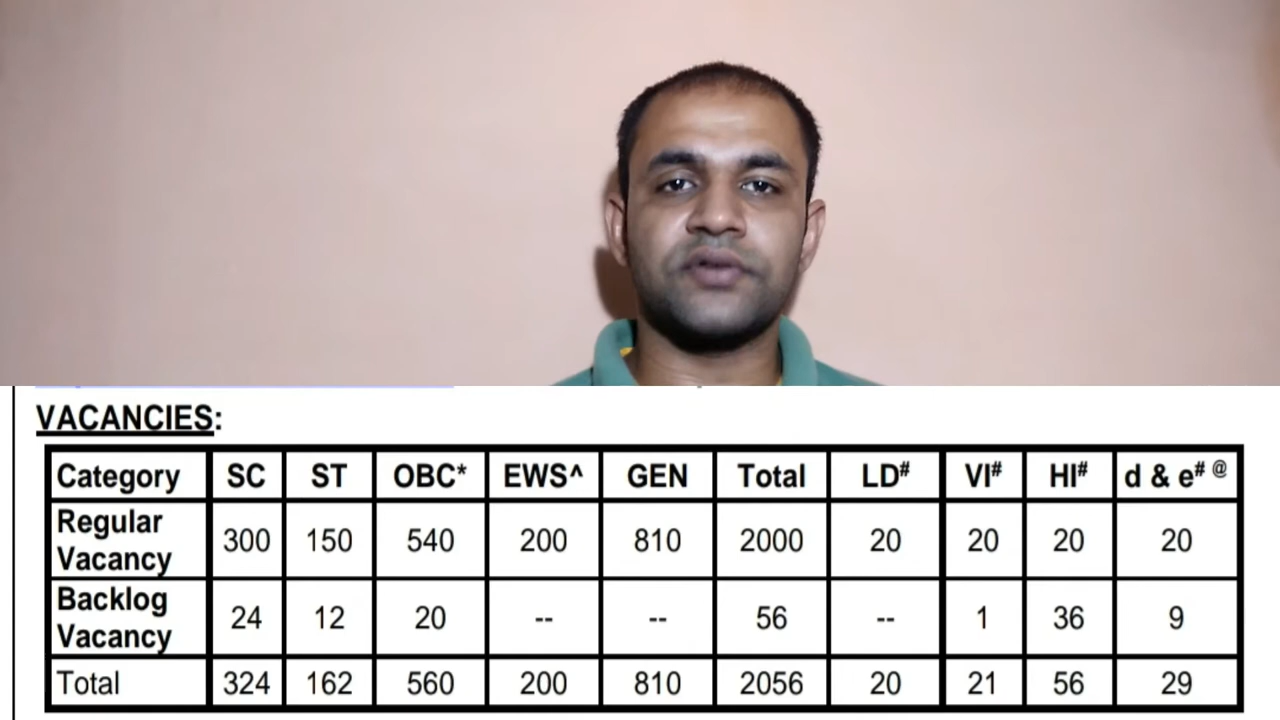 VACANCIES:
Category SC ST OBC* EWS^ GEN Total LD# VI# HI# d & e# @
Regular Vacancy 300 150 540 200 810 2000 20 20 20 20
Backlog Vacancy 24 12 20 -- -- 56 -- 1 36 9
Total 324 162 560 200 810 2056 20 21 56 29